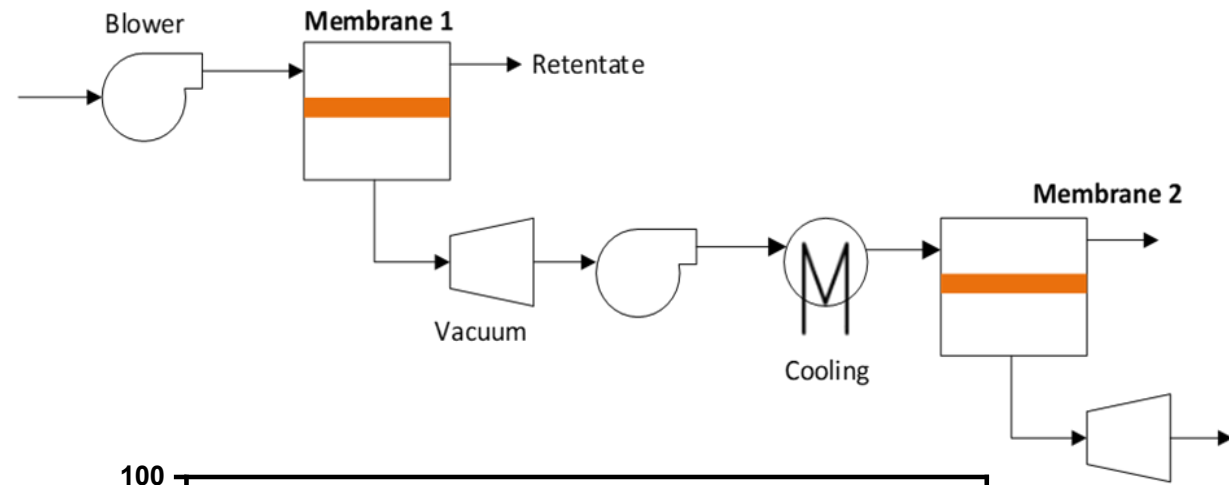 Blower
Membrane 1
Retentate
Membrane 2
Vacuum
Cooling
100